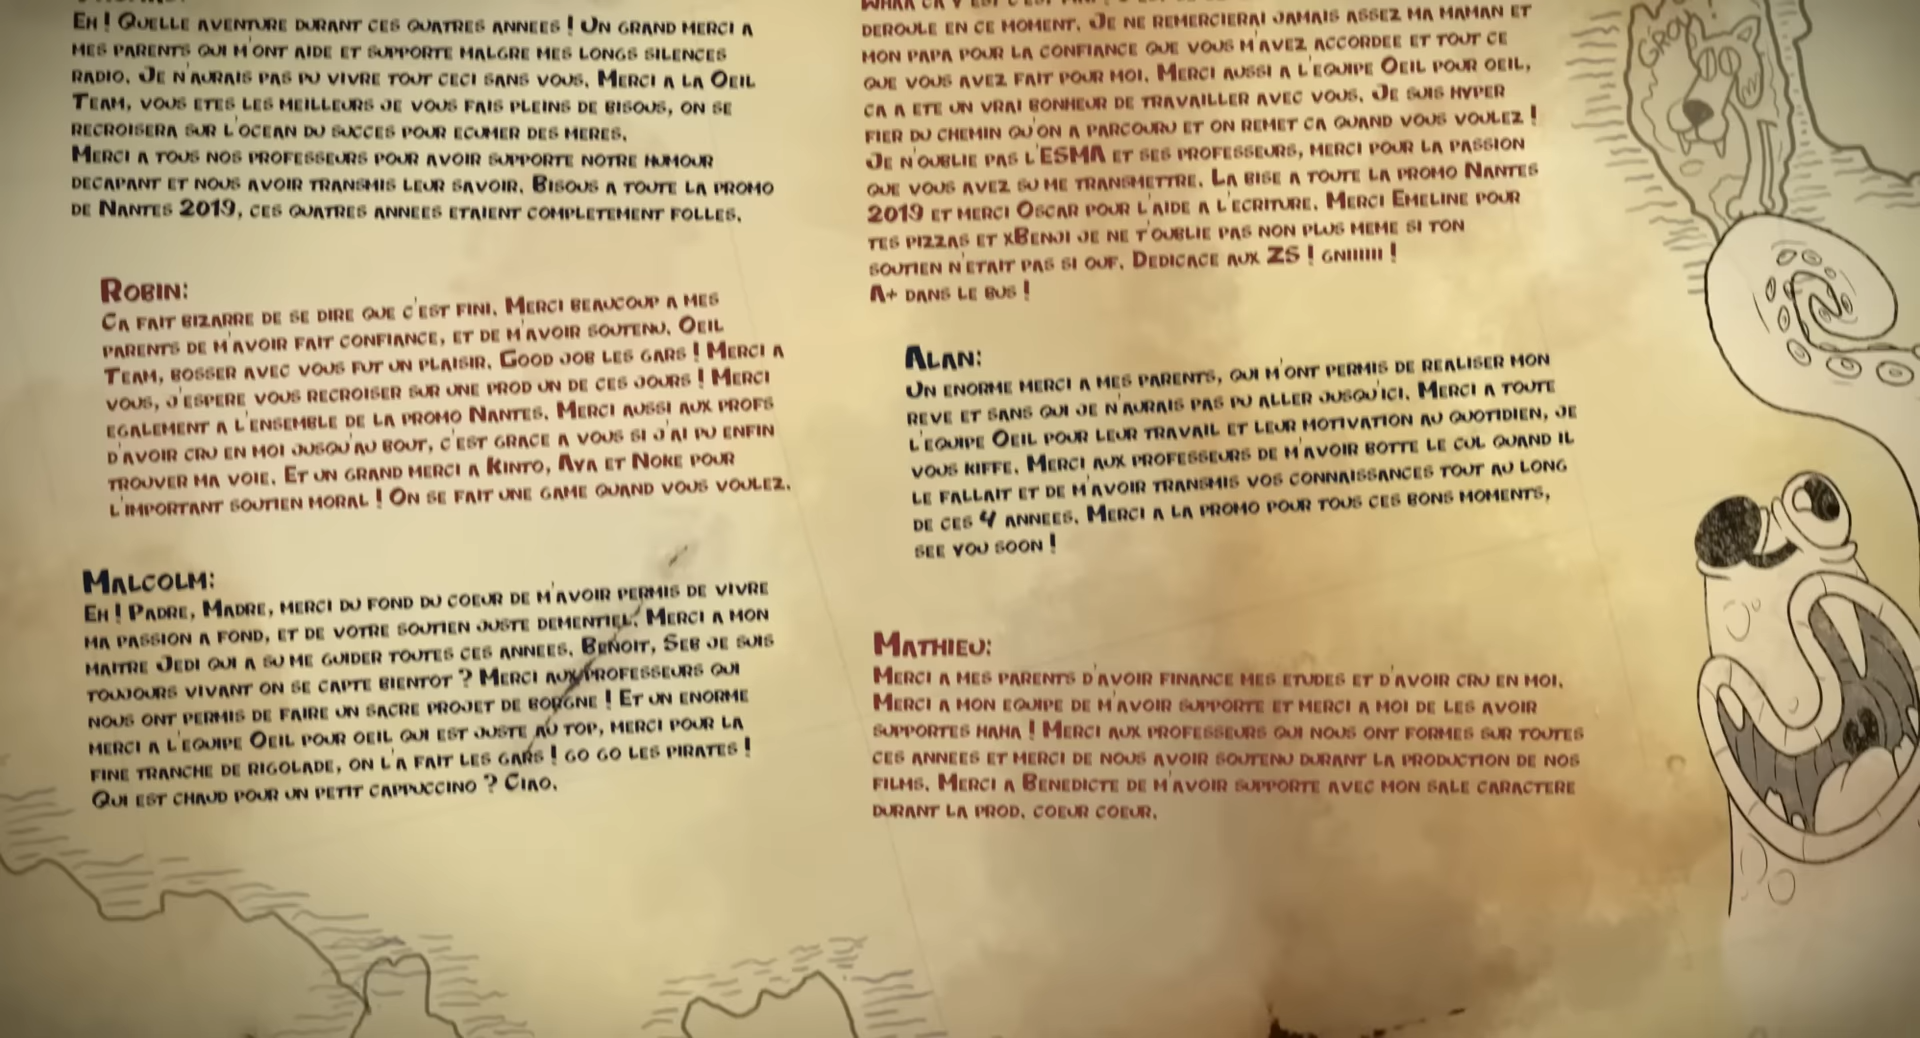 Eh ! Quelle aventure durant ces quatres annees ! Un grand merci a
mes parents qui m'ont aide et supporte malgre mes longs silences
radio. Je n'aurais pas pu vivre tout ceci sans vous. Merci a la Oeil
Team, vous etes les meilleurs je vous fais pleins de bisous, on se
recroisera sur l'ocean du succes pour ecumer des meres.
Merci a tous nos professeurs pour avoir supporte notre humour
decapant et nous avoir transmis leur savoir. Bisous a toute la promo
de Nantes 2019, ces quatres annees etaient completement folles.
Robin:
Ca fait bizarre de se dire que c'est fini. Merci beaucoup a mes
parents de m'avoir fait confiance, et de m'avoir soutenu. Oeil
Team, bosser avec vous fut un plaisir. Good job les gars ! Merci a
vous, j'espere vous recroiser sur une prod un de ces jours ! Merci
egalement a l'ensemble de la promo Nantes. Merci aussi aux profs
d'avoir cru en moi jusqu'au bout, c'est grace a vous si j'ai pu enfin
trouver ma voie. Et un grand merci a Kinto, Aya et Noke pour
l'important soutien moral ! On se fait une game quand vous voulez.
Malcolm:
Eh ! Padre, Madre, merci du fond du coeur de m'avoir permis de vivre
ma passion a fond, et de votre soutien juste dementiel. Merci a mon
maitre Jedi qui a su me guider toutes ces annees. Benoit, Seb je suis
toujours vivant on se capte bientot ? Merci aux professeurs qui
nous ont permis de faire un sacre projet de borgne ! Et un enorme
merci a l'equipe Oeil pour oeil qui est juste au top, merci pour la
fine tranche de rigolade, on l'a fait les gars ! go go les pirates !
Qui est chaud pour un petit cappuccino ? Ciao.
deroule en ce moment. Je ne remercierai jamais assez ma maman et
mon papa pour la confiance que vous m'avez accordee et tout ce
que vous avez fait pour moi. Merci aussi a l'equipe Oeil pour oeil,
ca a ete un vrai bonheur de travailler avec vous. Je suis hyper
fier du chemin qu'on a parcouru et on remet ca quand vous voulez !
Je n'oublie pas l'ESMA et ses professeurs, merci pour la passion
que vous avez su me transmettre. La bise a toute la promo Nantes
2019 et merci Oscar pour l'aide a l'ecriture. Merci Emeline pour
tes pizzas et xBenji je ne t'oublie pas non plus meme si ton
soutien n'etait pas si ouf. Dedicace aux ZS ! gniiiiii !
A+ dans le bus !
Alan:
Un enorme merci a mes parents, qui m'ont permis de realiser mon
reve et sans qui je n'aurais pas pu aller jusqu'ici. Merci a toute
l'equipe Oeil pour leur travail et leur motivation au quotidien, je
vous kiffe. Merci aux professeurs de m'avoir botte le cul quand il
le fallait et de m'avoir transmis vos connaissances tout au long
de ces 4 annees. Merci a la promo pour tous ces bons moments,
see you soon !
Mathieu:
Merci a mes parents d'avoir finance mes etudes et d'avoir cru en moi.
Merci a mon equipe de m'avoir supporte et merci a moi de les avoir
supportes haha ! Merci aux professeurs qui nous ont formes sur toutes
ces annees et merci de nous avoir soutenu durant la production de nos
films. Merci a Benedicte de m'avoir supporte avec mon sale caractere
durant la prod. coeur coeur.